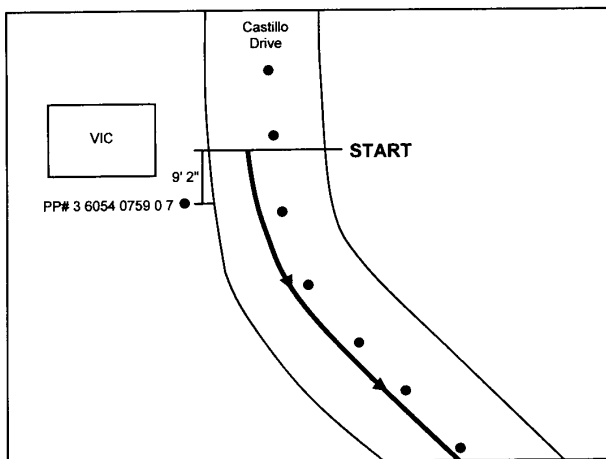 Castillo
Drive
VIC
START
9' 2"
PP# 3 6054 0759 0 7